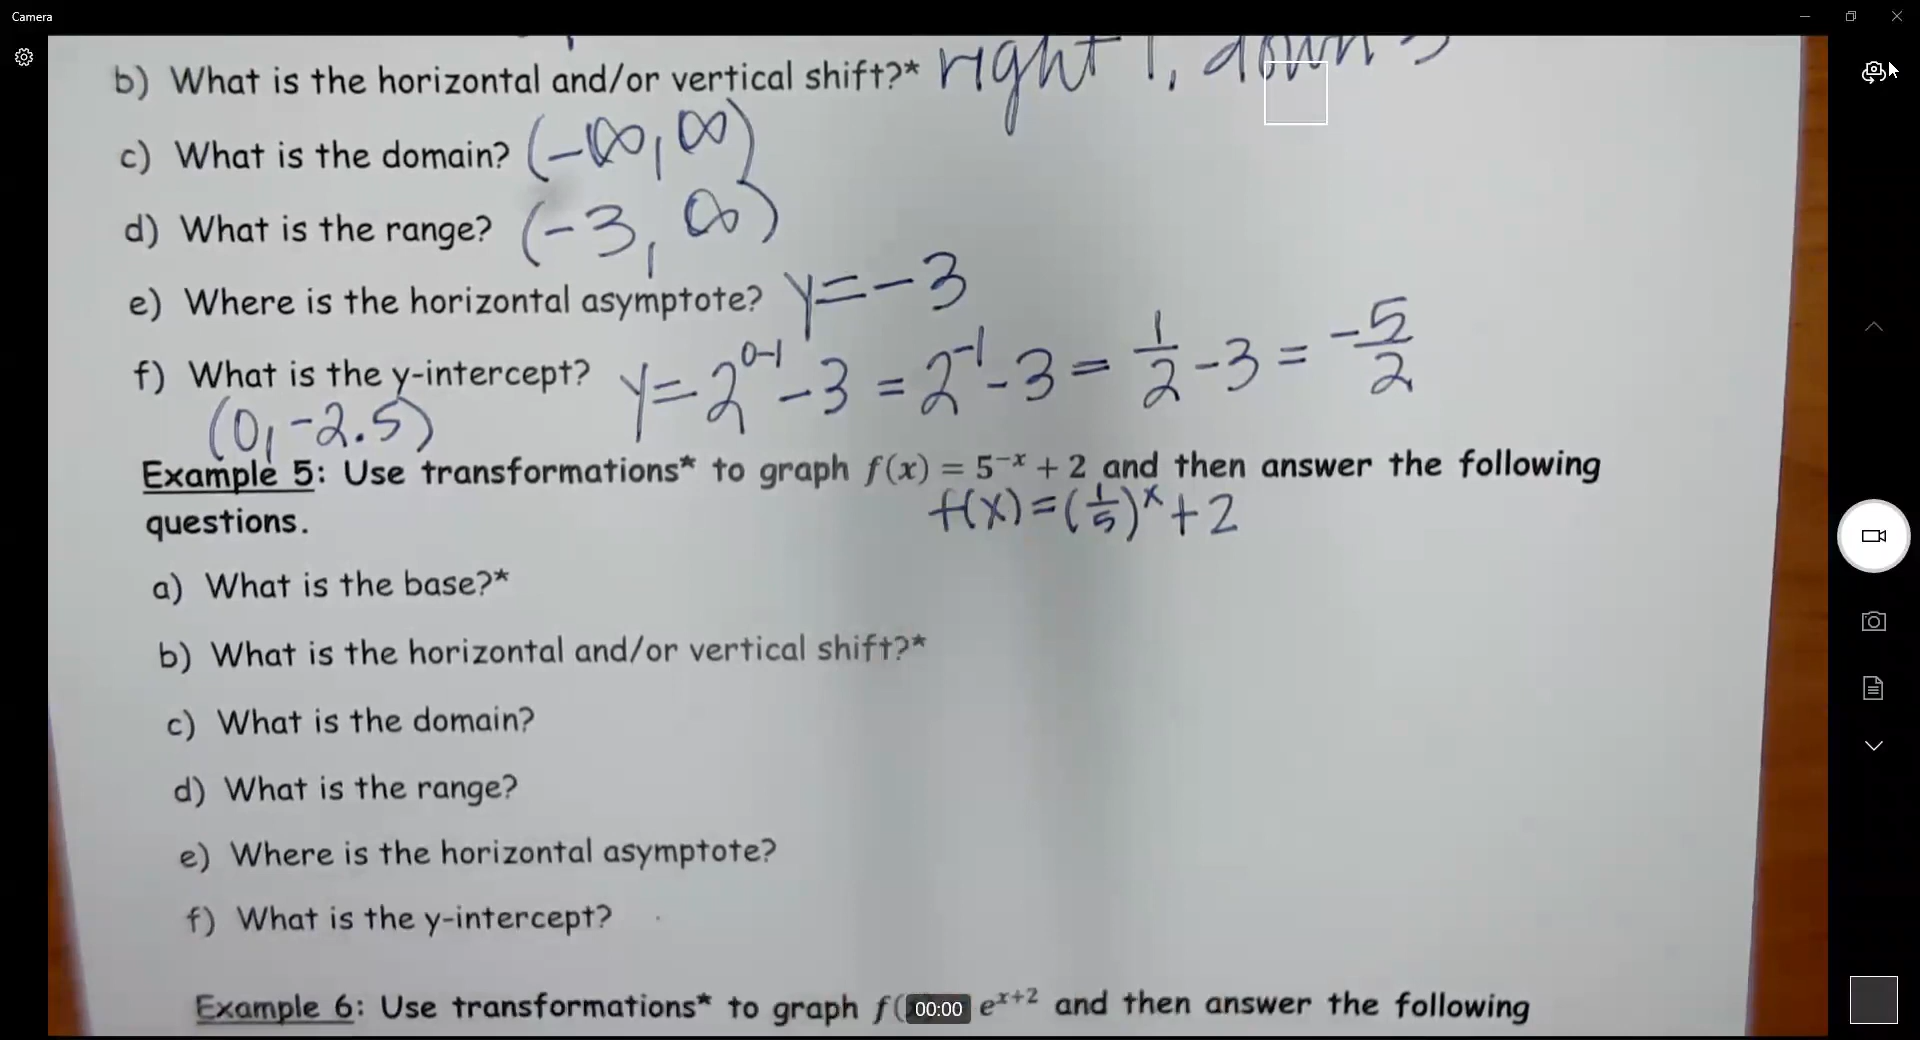 Camera
b) What is the horizontal and/or vertical shift?* right 1, down 3
c) What is the domain? (-∞, ∞)
d) What is the range? (-3, ∞)
e) Where is the horizontal asymptote? y = -3
f) What is the y-intercept? y = 2^{0-1} - 3 = 2^{-1} - 3 = 1/2 - 3 = -5/2
(0, -2.5)
Example 5: Use transformations* to graph f(x) = 5^{-x} + 2 and then answer the following
questions. f(x) = (1/5)^x + 2
a) What is the base?*
b) What is the horizontal and/or vertical shift?*
c) What is the domain?
d) What is the range?
e) Where is the horizontal asymptote?
f) What is the y-intercept?
Example 6: Use transformations* to graph f( e^{x+2} and then answer the following
00:00